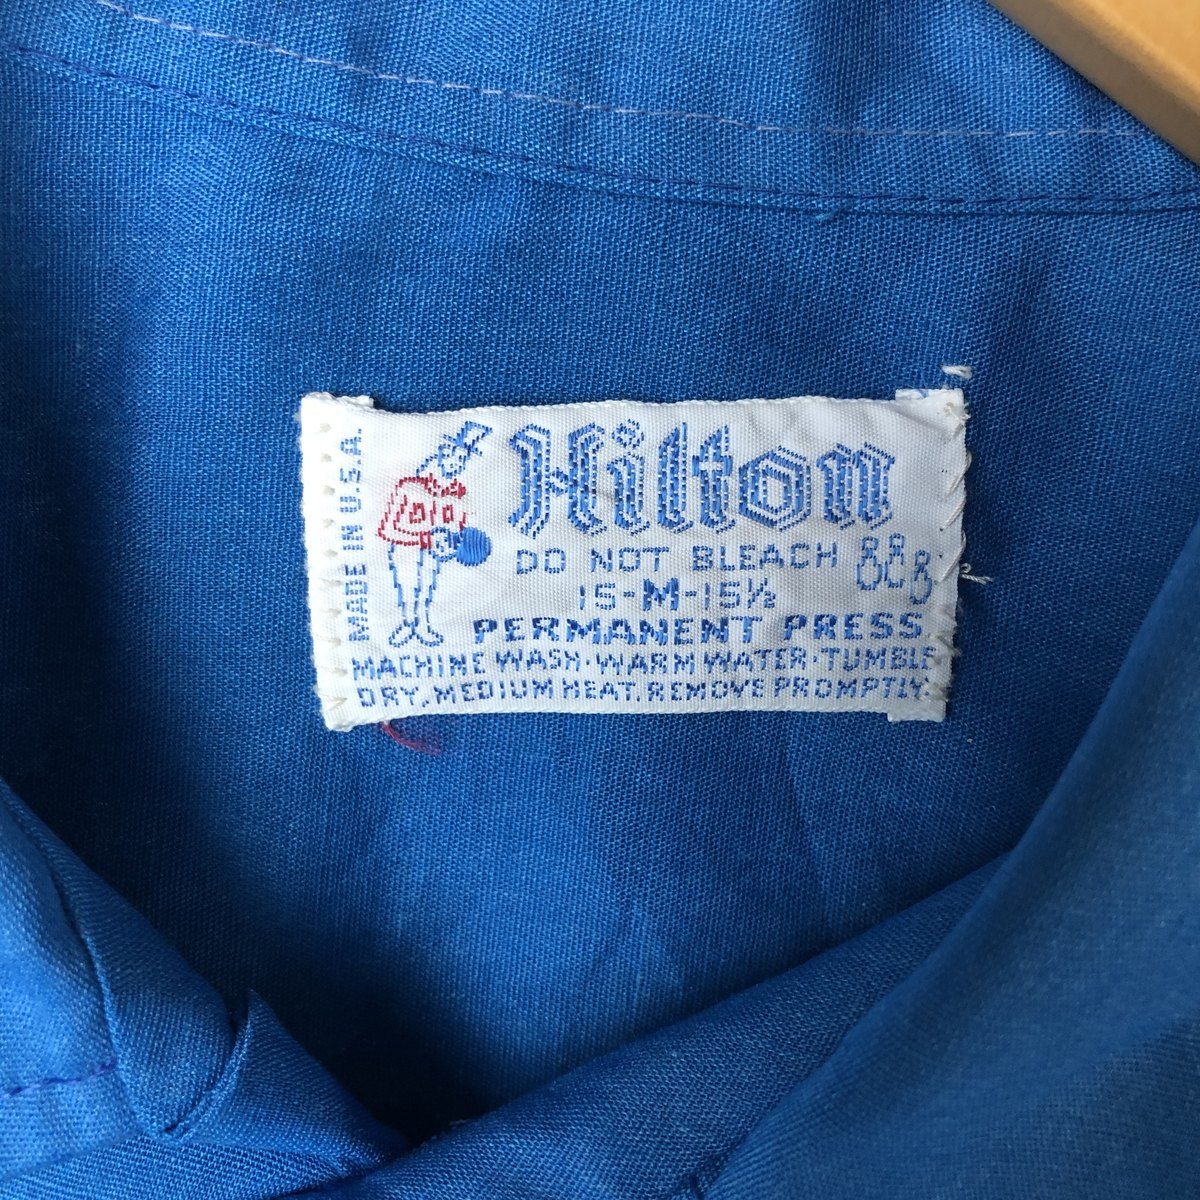 MADE IN U.S.A.
Hilton
DO NOT BLEACH
15-M-15½
PERMANENT PRESS
MACHINE WASH·WARM WATER·TUMBLE
DRY, MEDIUM HEAT. REMOVE PROMPTLY.